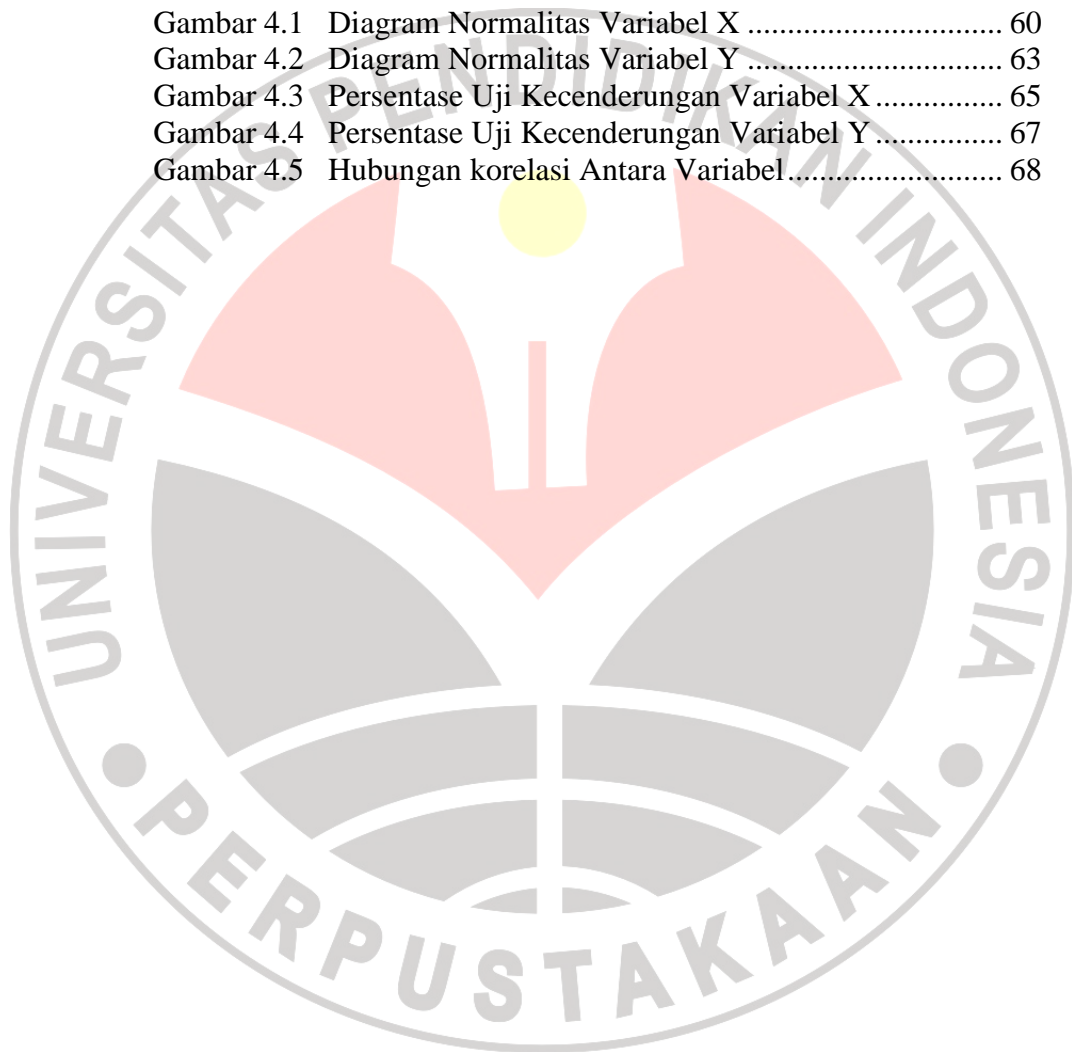 Gambar 4.1 Diagram Normalitas Variabel X .............................. 60
Gambar 4.2 Diagram Normalitas Variabel Y .............................. 63
Gambar 4.3 Persentase Uji Kecenderungan Variabel X ................ 65
Gambar 4.4 Persentase Uji Kecenderungan Variabel Y ................ 67
Gambar 4.5 Hubungan korelasi Antara Variabel ......................... 68
UNIVERSITAS PENDIDIKAN INDONESIA
PERPUSTAKAAN